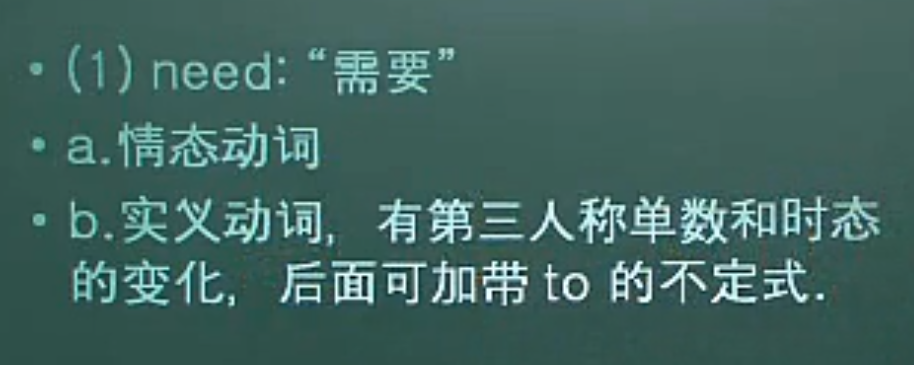 • (1) need: “需要”
• a.情态动词
• b.实义动词, 有第三人称单数和时态
的变化, 后面可加带 to 的不定式.